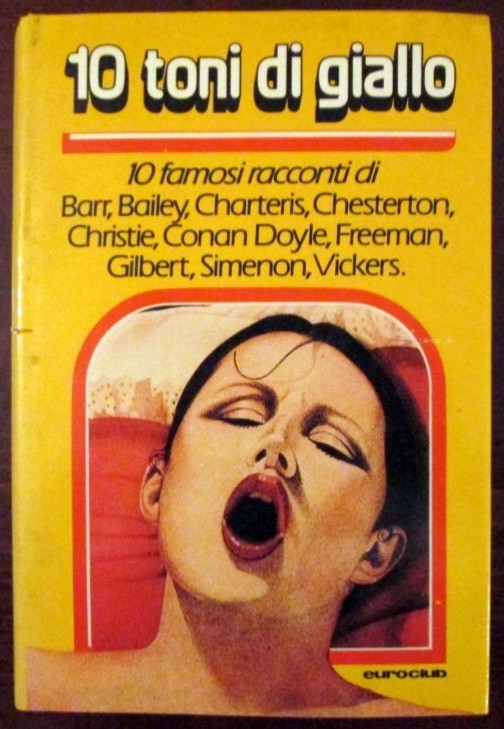 10 toni di giallo
10 famosi racconti di
Barr, Bailey, Charteris, Chesterton,
Christie, Conan Doyle, Freeman,
Gilbert, Simenon, Vickers.
euroclub